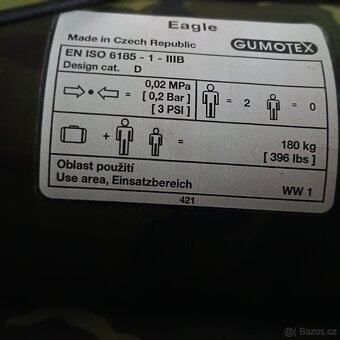 Eagle
Made in Czech Republic
GUMOTEX
EN ISO 6185 - 1 - IIIB
Design cat. D
0,02 MPa
[ 0,2 Bar ]
[ 3 PSI ]
= 2
= 0
+
=
180 kg
[ 396 lbs ]
Oblast použití
Use area, Einsatzbereich
WW 1
421
© Bazos.cz